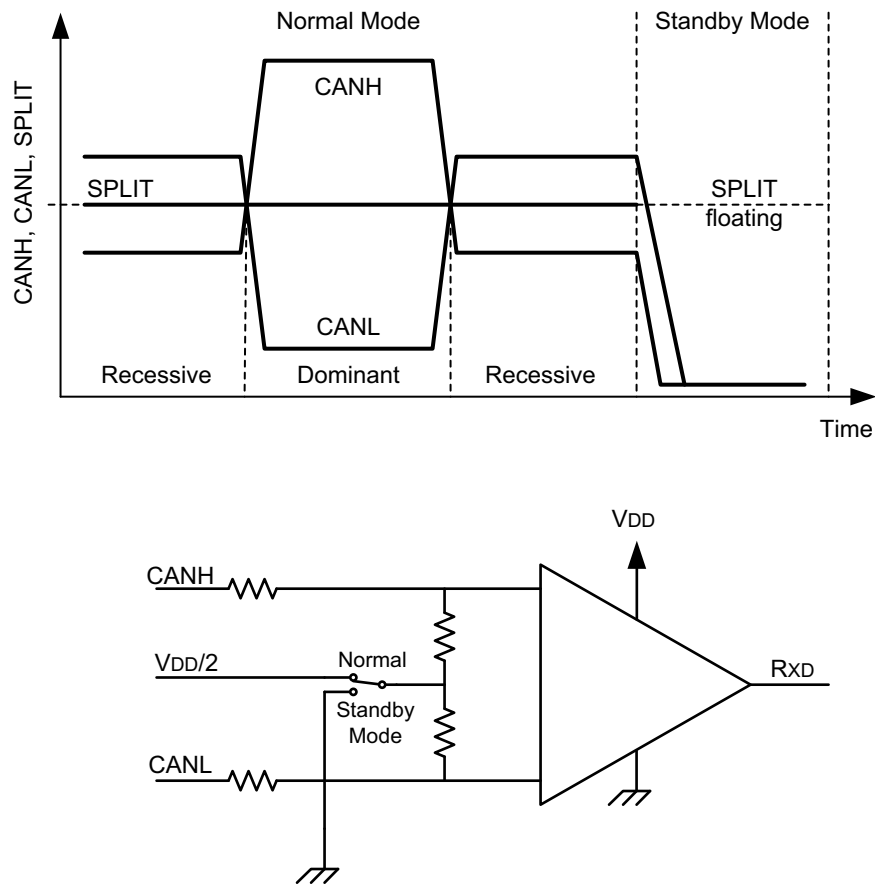 Normal Mode
Standby Mode
CANH, CANL, SPLIT
CANH
SPLIT
SPLIT
floating
CANL
Recessive
Dominant
Recessive
Time
VDD
CANH
VDD/2
Normal
RXD
Standby
Mode
CANL